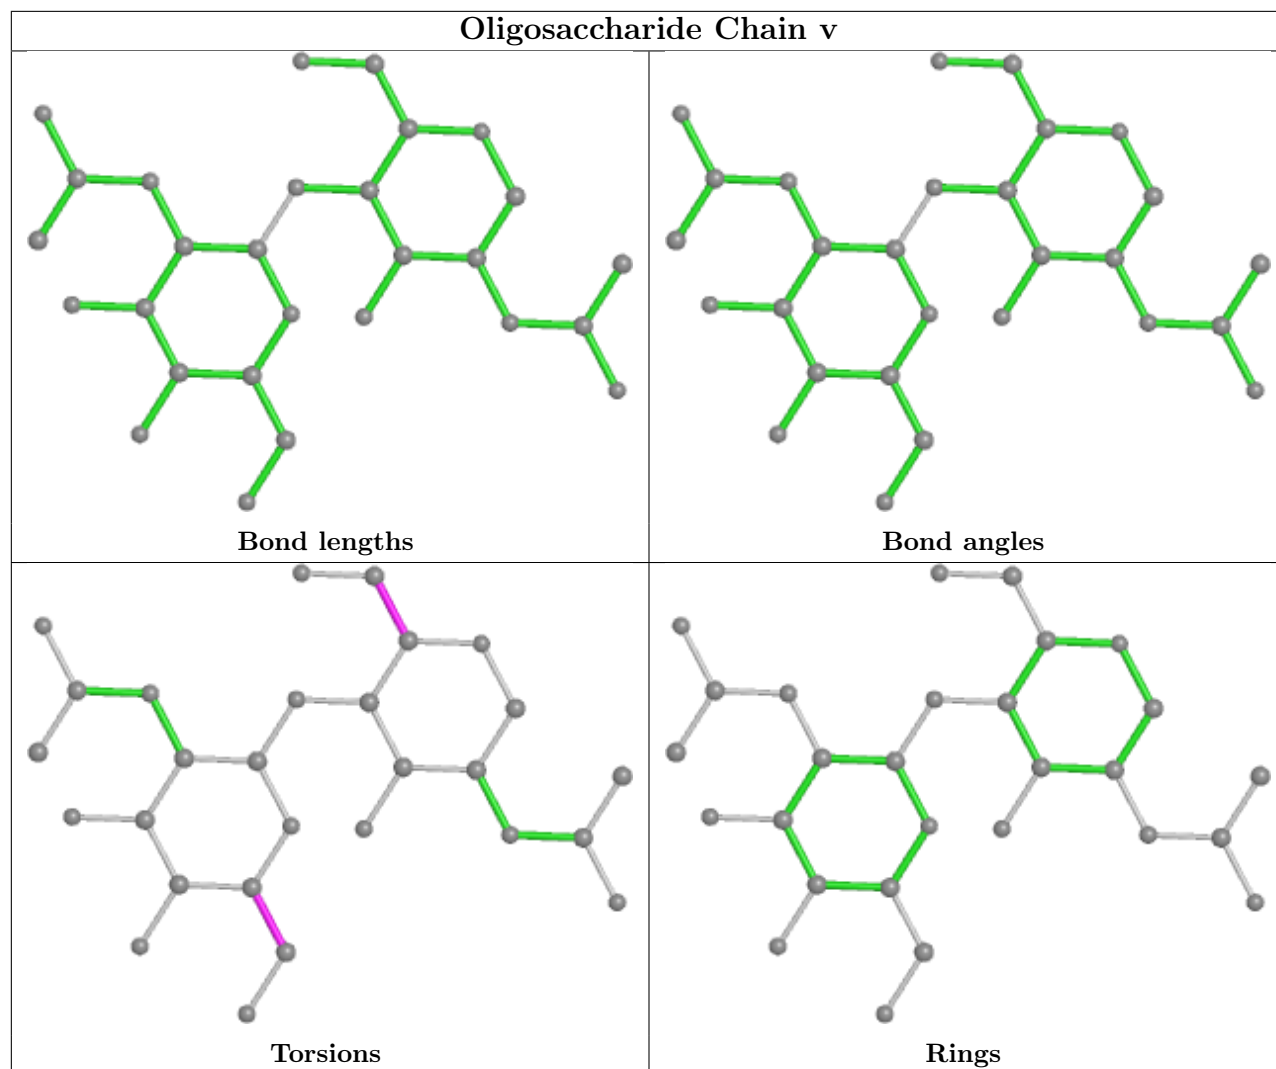 Oligosaccharide Chain v
Bond lengths
Bond angles
Torsions
Rings